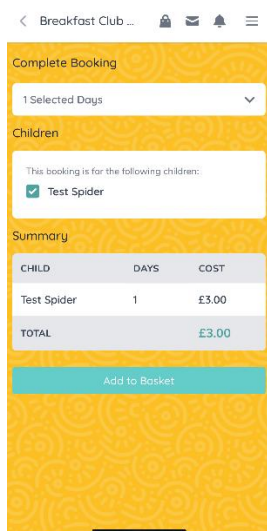 Breakfast Club ...
Complete Booking
1 Selected Days
Children
This booking is for the following children:
Test Spider
Summary
CHILD DAYS COST
Test Spider 1 £3.00
TOTAL £3.00
Add to Basket